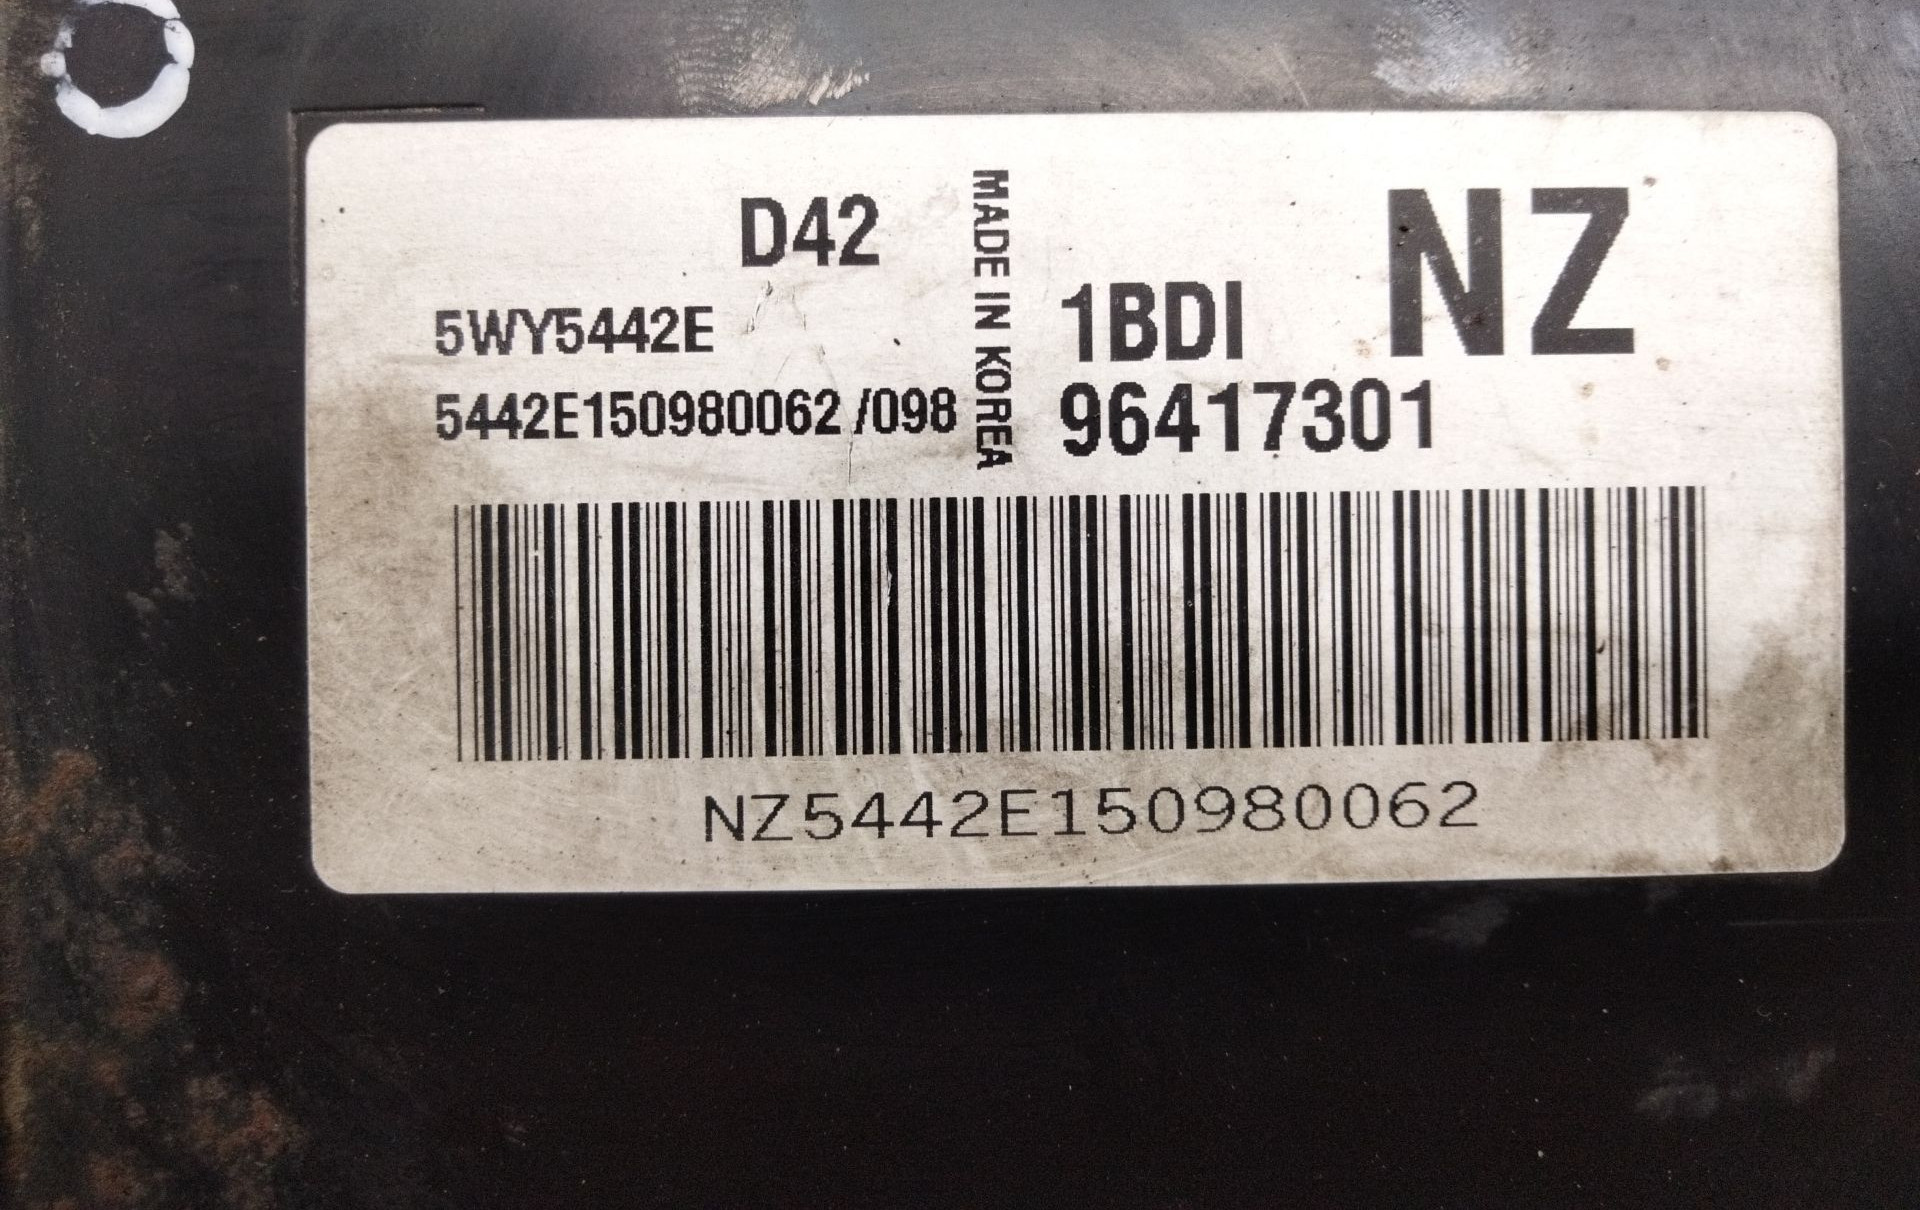 D42
5WY5442E
5442E150980062 /098
MADE IN KOREA
NZ
1BDI
96417301
NZ5442E150980062